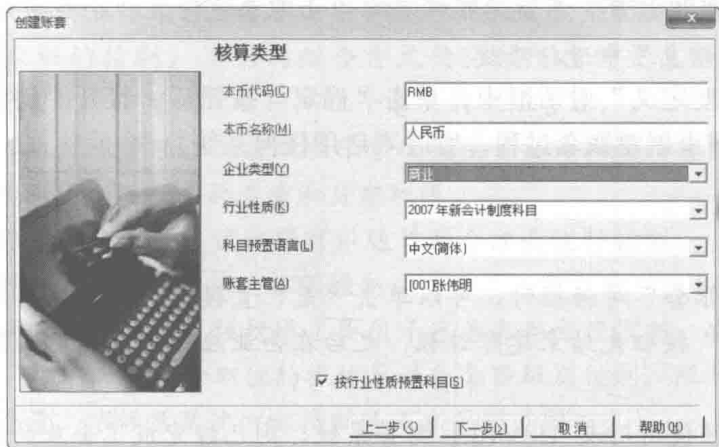 创建账套
核算类型
本币代码(C)
RMB
本币名称(M)
人民币
企业类型(Y)
商业
行业性质(K)
2007年新会计制度科目
科目预置语言(L)
中文(简体)
账套主管(A)
[001]张伟明
按行业性质预置科目(S)
上一步(<)
下一步(>)
取消
帮助(H)